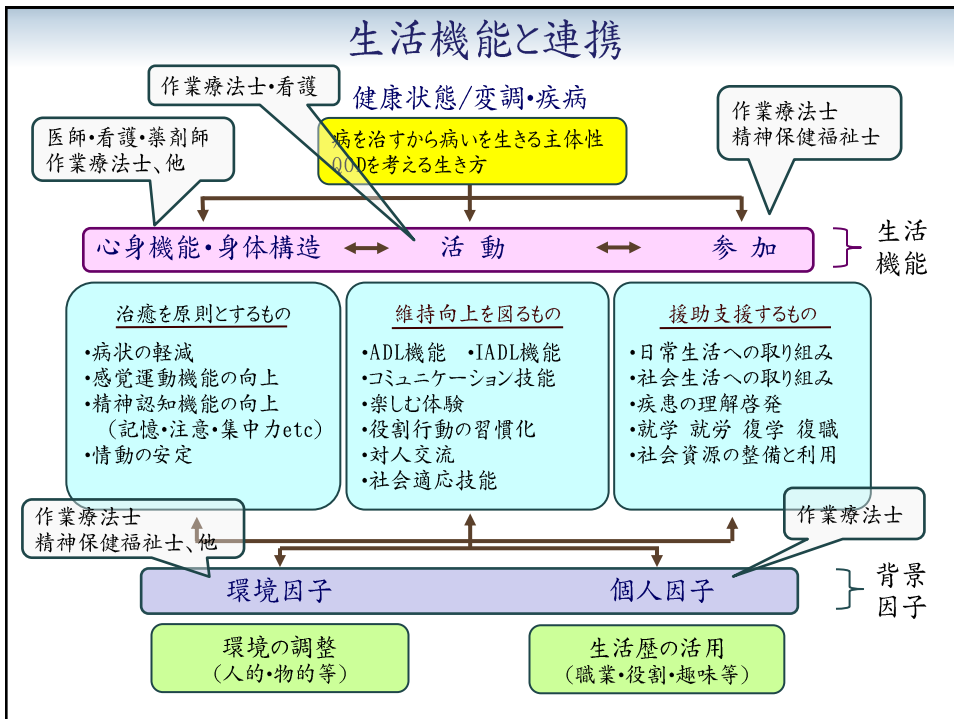 生活機能と連携
作業療法士・看護
健康状態/変調・疾病
医師・看護・薬剤師
作業療法士、他
病を治すから病いを生きる主体性
QODを考える生き方
作業療法士
精神保健福祉士
心身機能・身体構造
活 動
参 加
生活
機能
治癒を原則とするもの
・病状の軽減
・感覚運動機能の向上
・精神認知機能の向上
（記憶・注意・集中力etc）
・情動の安定
維持向上を図るもの
・ADL機能 ・IADL機能
・コミュニケーション技能
・楽しむ体験
・役割行動の習慣化
・対人交流
・社会適応技能
援助支援するもの
・日常生活への取り組み
・社会生活への取り組み
・疾患の理解啓発
・就学 就労 復学 復職
・社会資源の整備と利用
作業療法士
精神保健福祉士、他
作業療法士
環境因子
個人因子
背景
因子
環境の調整
（人的・物的等）
生活歴の活用
（職業・役割・趣味等）